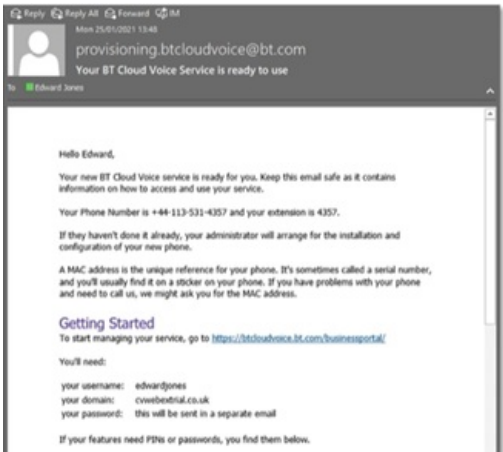 Reply Reply All Forward IM
Mon 25/01/2021 13:48
provisioning.btcloudvoice@bt.com
Your BT Cloud Voice Service is ready to use
To Edward Jones
Hello Edward,
Your new BT Cloud Voice service is ready for you. Keep this email safe as it contains
information on how to access and use your service.
Your Phone Number is +44-113-531-4357 and your extension is 4357.
If they haven't done it already, your administrator will arrange for the installation and
configuration of your new phone.
A MAC address is the unique reference for your phone. It's sometimes called a serial number,
and you'll usually find it on a sticker on your phone. If you have problems with your phone
and need to call us, we might ask you for the MAC address.
Getting Started
To start managing your service, go to https://btcloudvoice.bt.com/businessportal/
You'll need:
your username: edwardjones
your domain: cvwebextrial.co.uk
your password: this will be sent in a separate email
If your features need PINs or passwords, you find them below.